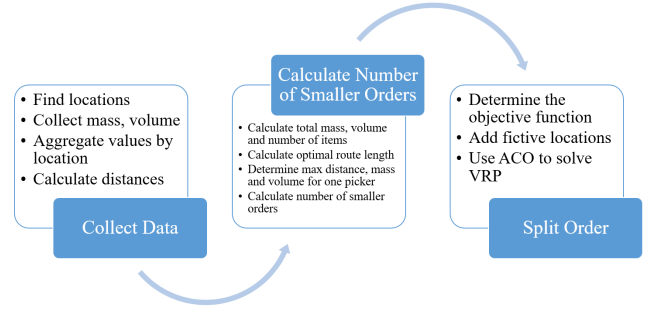 • Find locations
• Collect mass, volume
• Aggregate values by
location
• Calculate distances
Collect Data
Calculate Number
of Smaller Orders
• Calculate total mass, volume
and number of items
• Calculate optimal route length
• Determine max distance, mass
and volume for one picker
• Calculate number of smaller
orders
• Determine the
objective function
• Add fictive locations
• Use ACO to solve
VRP
Split Order